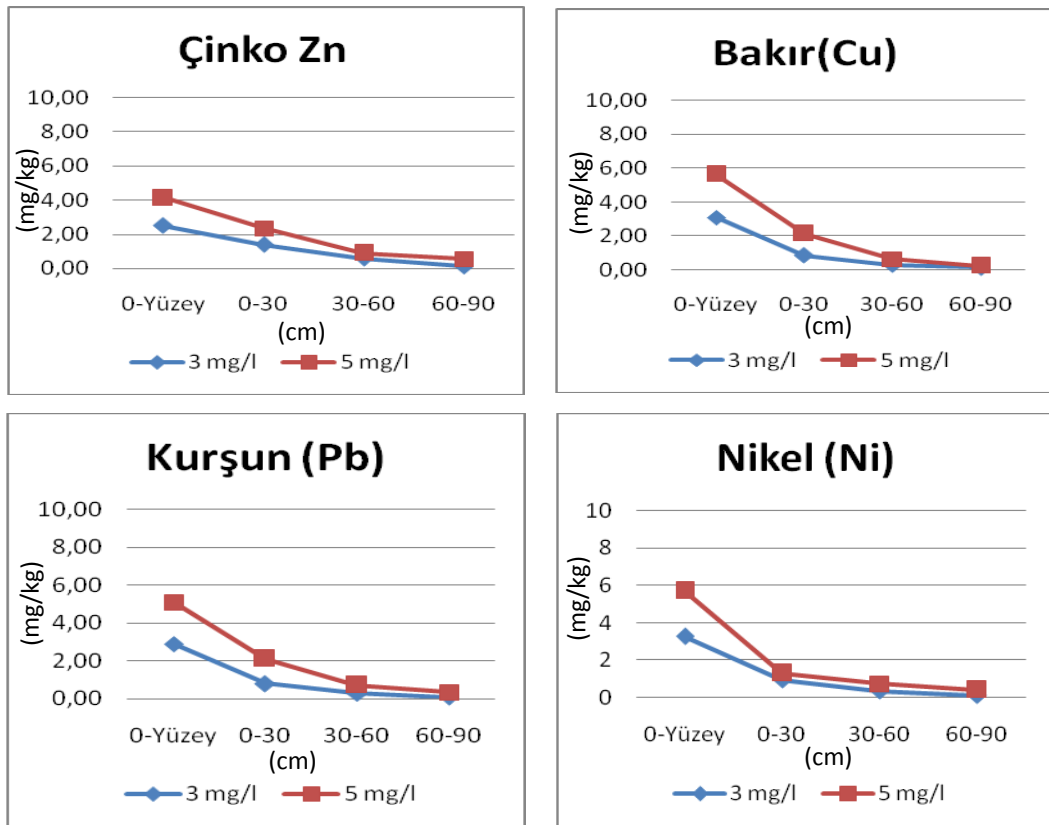 Çinko Zn
10,00
8,00
6,00
4,00
2,00
0,00
(mg/kg)
0-Yüzey 0-30 30-60 60-90
(cm)
3 mg/l 5 mg/l
Bakır(Cu)
10,00
8,00
6,00
4,00
2,00
0,00
(mg/kg)
0-Yüzey 0-30 30-60 60-90
(cm)
3 mg/l 5 mg/l
Kurşun (Pb)
10,00
8,00
6,00
4,00
2,00
0,00
(mg/kg)
0-Yüzey 0-30 30-60 60-90
(cm)
3 mg/l 5 mg/l
Nikel (Ni)
10
8
6
4
2
0
(mg/kg)
0-Yüzey 0-30 30-60 60-90
(cm)
3 mg/l 5 mg/l